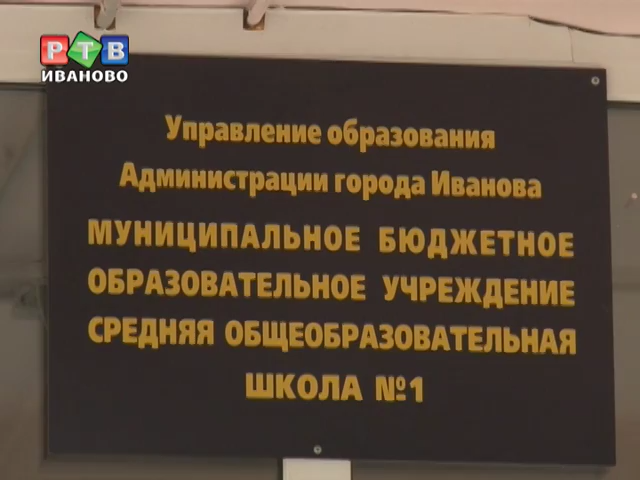 РТВ
ИВАНОВО
Управление образования
Администрации города Иванова
МУНИЦИПАЛЬНОЕ БЮДЖЕТНОЕ
ОБРАЗОВАТЕЛЬНОЕ УЧРЕЖДЕНИЕ
СРЕДНЯЯ ОБЩЕОБРАЗОВАТЕЛЬНАЯ
ШКОЛА №1